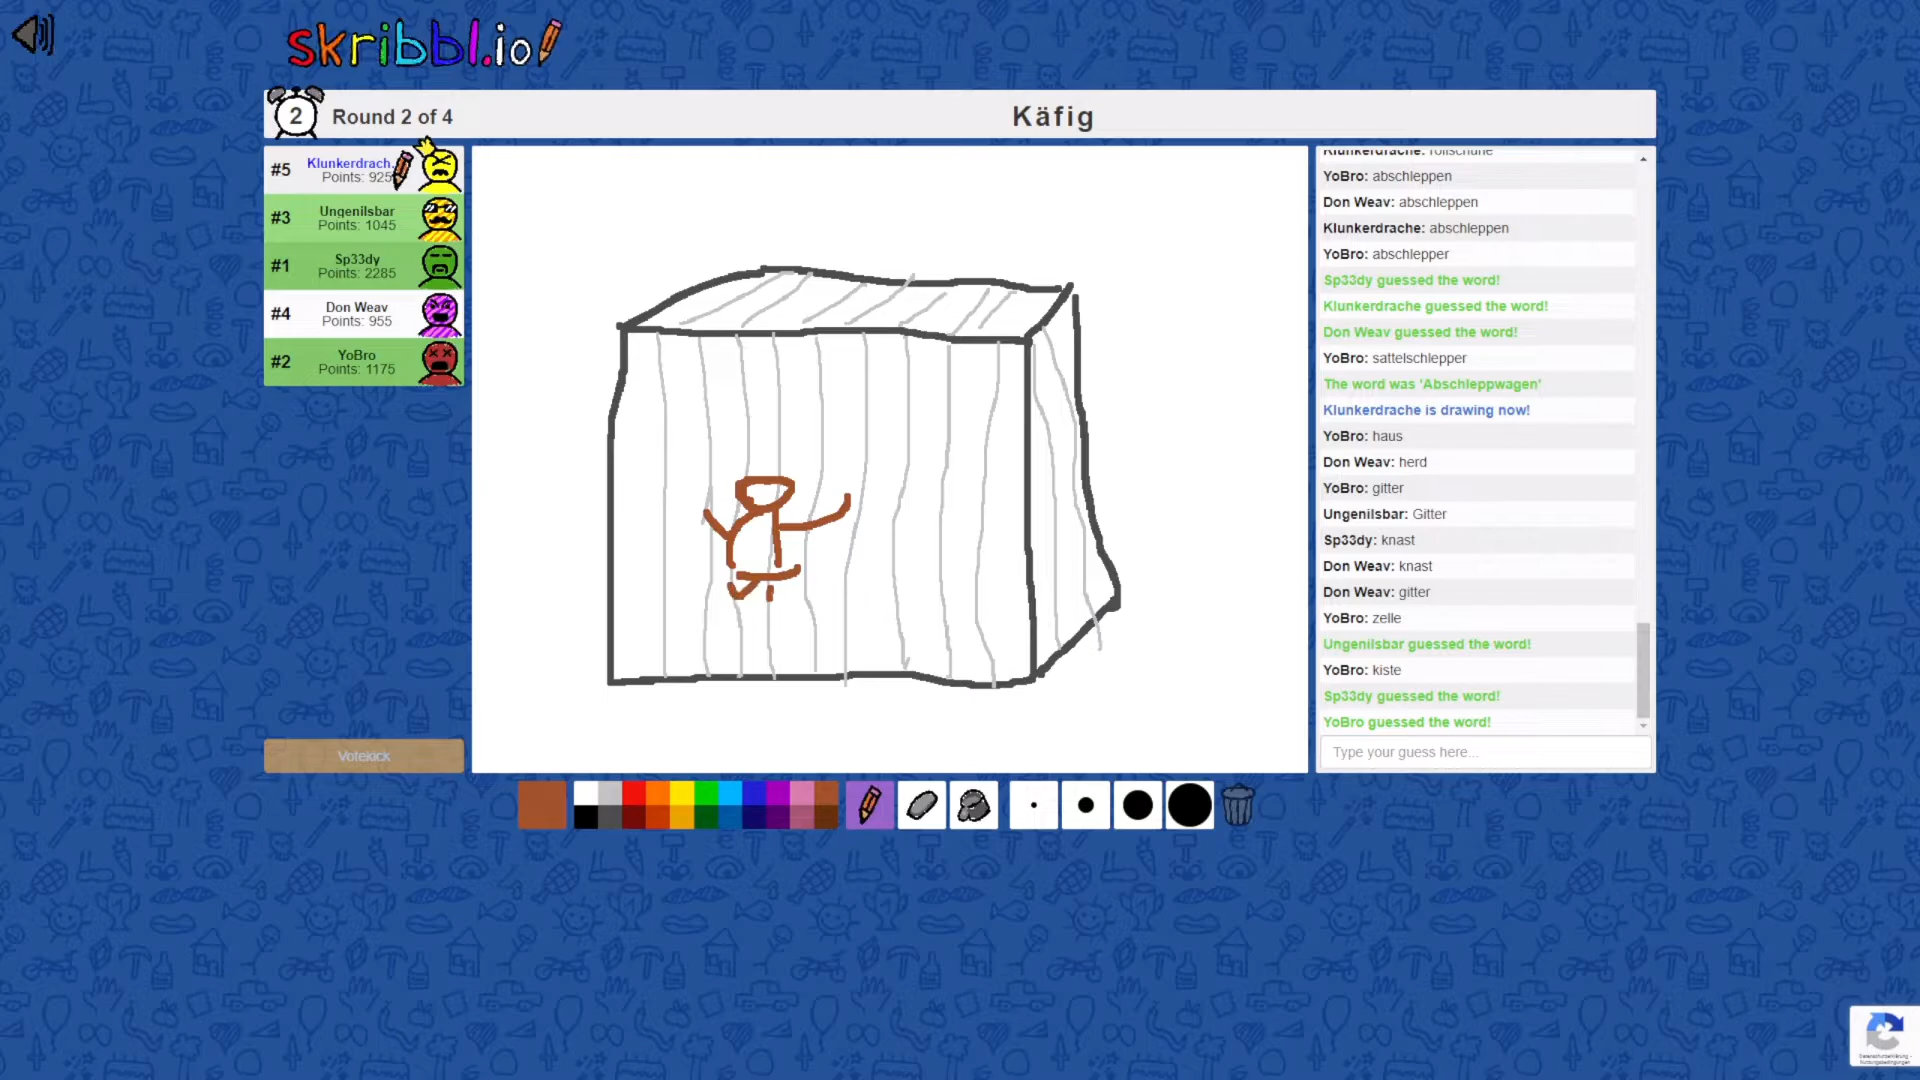 skribbl.io
2
Round 2 of 4
Käfig
#5
Klunkerdrach
Points: 925
#3
Ungenilsbar
Points: 1045
#1
Sp33dy
Points: 2285
#4
Don Weav
Points: 955
#2
YoBro
Points: 1175
Votekick
Klunkerdrache: rollschuhe
YoBro: abschleppen
Don Weav: abschleppen
Klunkerdrache: abschleppen
YoBro: abschlepper
Sp33dy guessed the word!
Klunkerdrache guessed the word!
Don Weav guessed the word!
YoBro: sattelschlepper
The word was 'Abschleppwagen'
Klunkerdrache is drawing now!
YoBro: haus
Don Weav: herd
YoBro: gitter
Ungenilsbar: Gitter
Sp33dy: knast
Don Weav: knast
Don Weav: gitter
YoBro: zelle
Ungenilsbar guessed the word!
YoBro: kiste
Sp33dy guessed the word!
YoBro guessed the word!
Type your guess here...